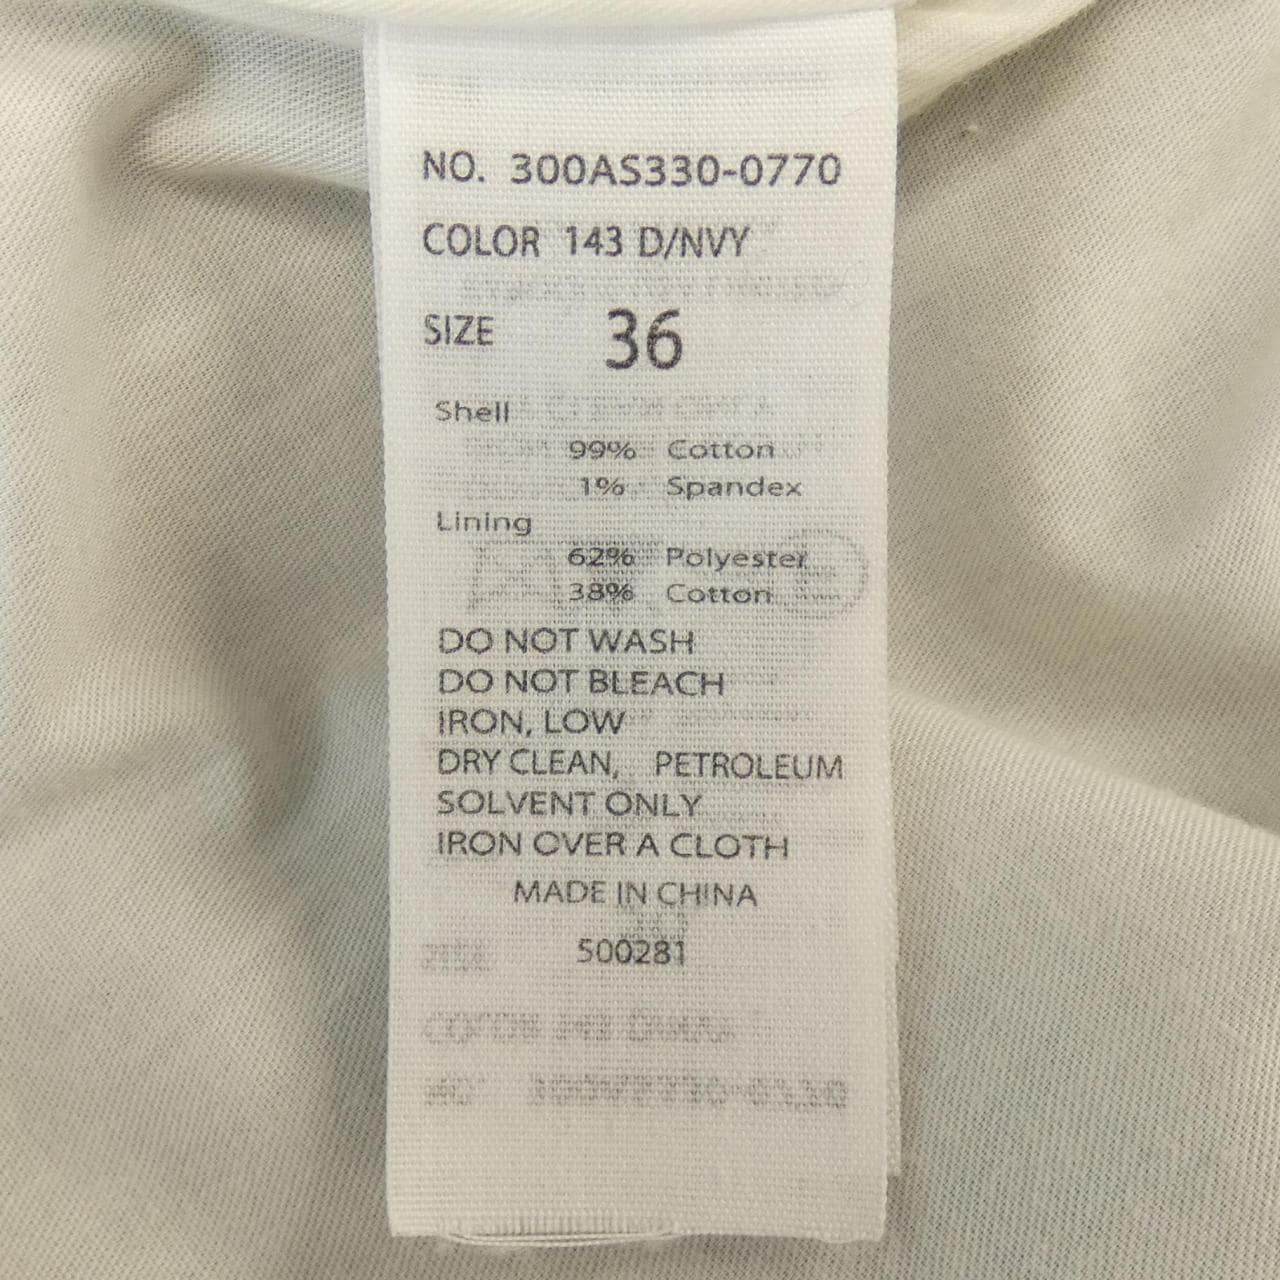 NO. 300AS330-0770
COLOR 143 D/NVY
SIZE 36
Shell
99% Cotton
1% Spandex
Lining
62% Polyester
38% Cotton
DO NOT WASH
DO NOT BLEACH
IRON, LOW
DRY CLEAN, PETROLEUM
SOLVENT ONLY
IRON OVER A CLOTH
MADE IN CHINA
500281